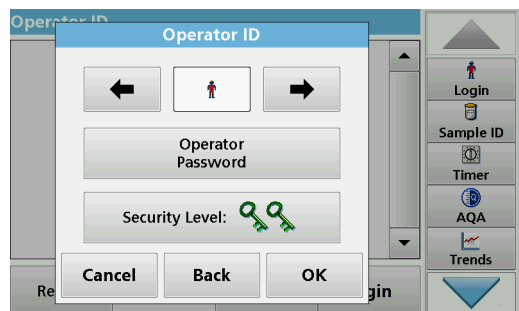 Operator ID
Operator ID
Operator
Password
Security Level:
Cancel
Back
OK
Login
Sample ID
Timer
AQA
Trends